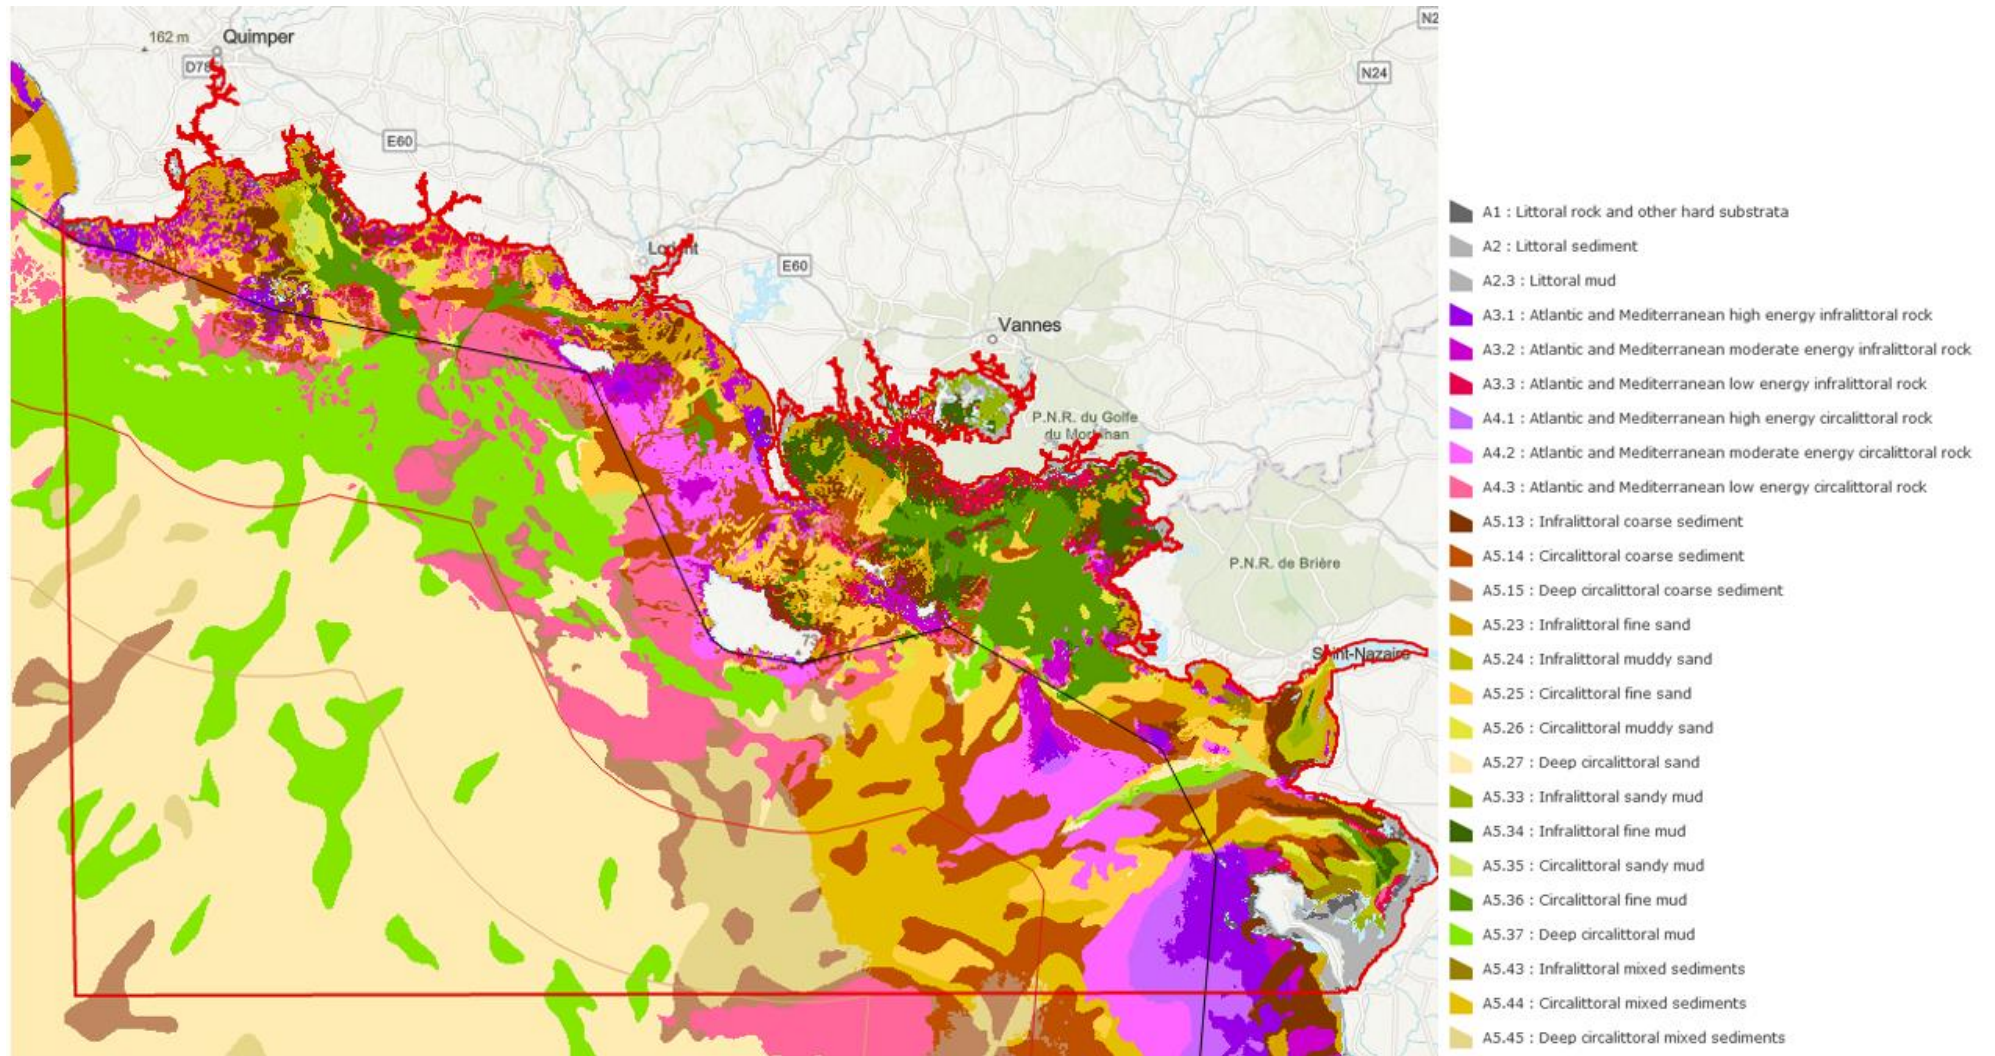 N2
162 m
Quimper
D78
N24
E60
Lorient
E60
Vannes
P.N.R. du Golfe
du Morbihan
P.N.R. de Brière
73
Saint-Nazaire
A1 : Littoral rock and other hard substrata
A2 : Littoral sediment
A2.3 : Littoral mud
A3.1 : Atlantic and Mediterranean high energy infralittoral rock
A3.2 : Atlantic and Mediterranean moderate energy infralittoral rock
A3.3 : Atlantic and Mediterranean low energy infralittoral rock
A4.1 : Atlantic and Mediterranean high energy circalittoral rock
A4.2 : Atlantic and Mediterranean moderate energy circalittoral rock
A4.3 : Atlantic and Mediterranean low energy circalittoral rock
A5.13 : Infralittoral coarse sediment
A5.14 : Circalittoral coarse sediment
A5.15 : Deep circalittoral coarse sediment
A5.23 : Infralittoral fine sand
A5.24 : Infralittoral muddy sand
A5.25 : Circalittoral fine sand
A5.26 : Circalittoral muddy sand
A5.27 : Deep circalittoral sand
A5.33 : Infralittoral sandy mud
A5.34 : Infralittoral fine mud
A5.35 : Circalittoral sandy mud
A5.36 : Circalittoral fine mud
A5.37 : Deep circalittoral mud
A5.43 : Infralittoral mixed sediments
A5.44 : Circalittoral mixed sediments
A5.45 : Deep circalittoral mixed sediments